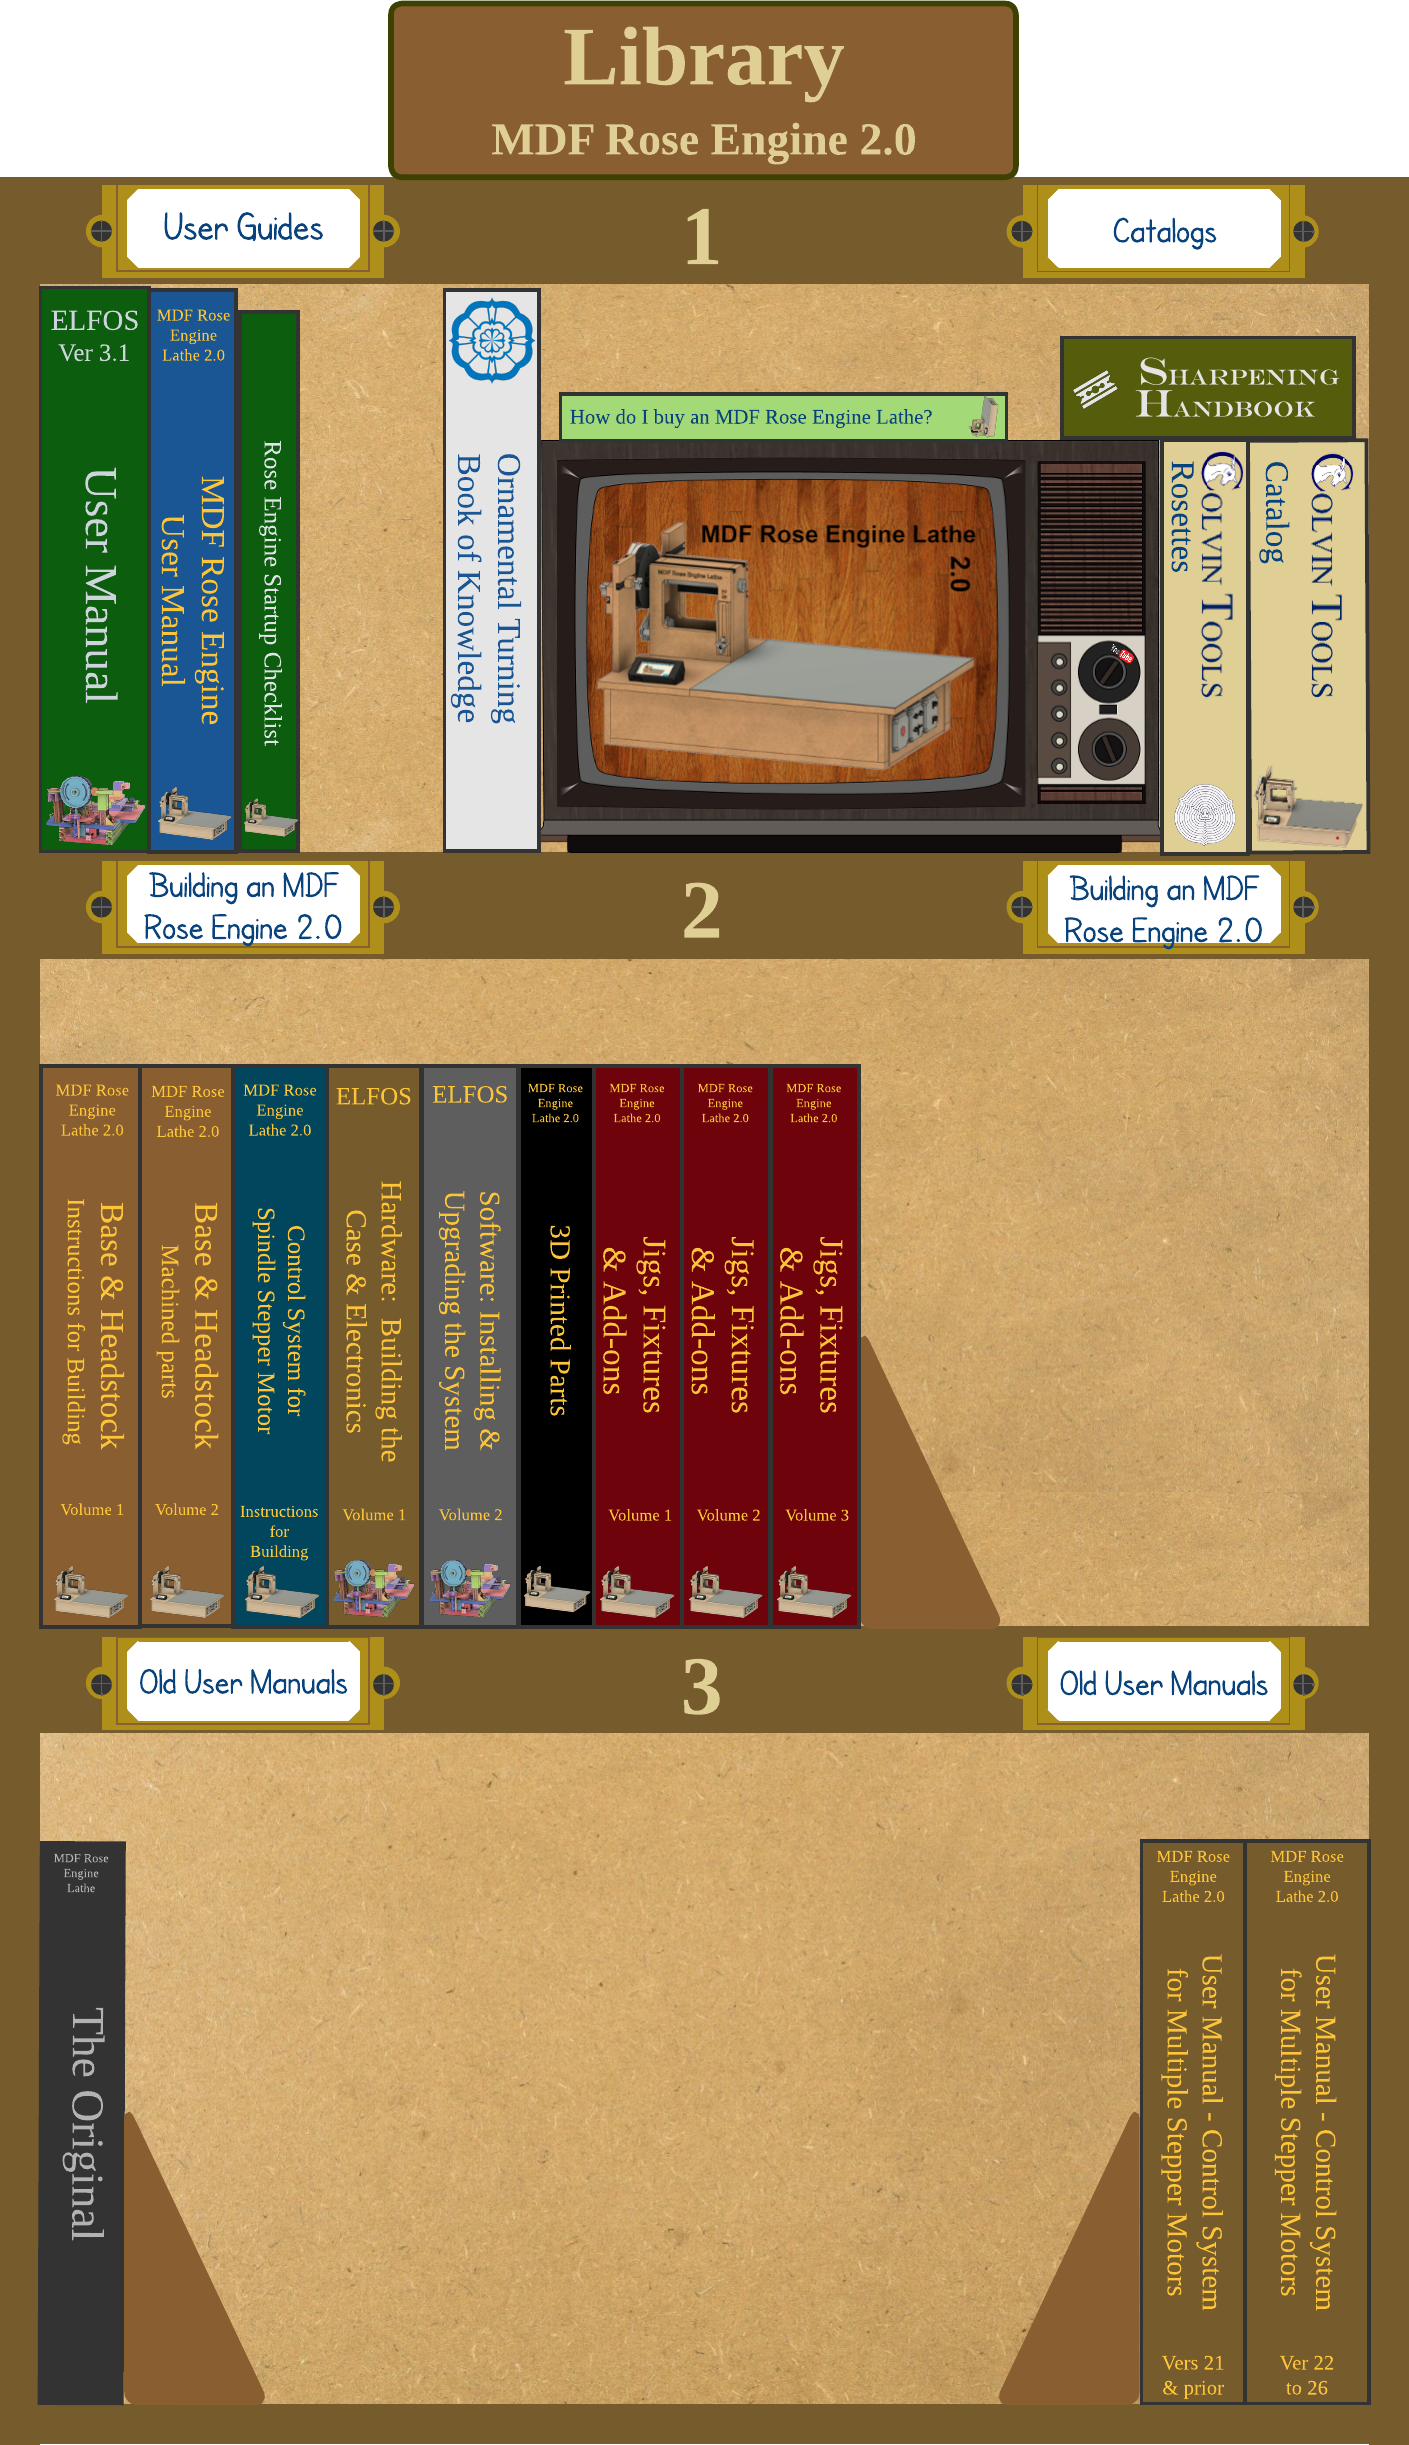 Library
MDF Rose Engine 2.0
User Guides
1
Catalogs
ELFOS
Ver 3.1
User Manual
MDF Rose
Engine
Lathe 2.0
MDF Rose Engine
User Manual
Rose Engine Startup Checklist
Ornamental Turning
Book of Knowledge
How do I buy an MDF Rose Engine Lathe?
MDF Rose Engine Lathe
2.0
MDF Rose Engine Lathe
YouTube
SHARPENING
HANDBOOK
COLVIN TOOLS
Rosettes
COLVIN TOOLS
Catalog
Building an MDF
Rose Engine 2.0
2
Building an MDF
Rose Engine 2.0
MDF Rose
Engine
Lathe 2.0
Base & Headstock
Instructions for Building
Volume 1
MDF Rose
Engine
Lathe 2.0
Base & Headstock
Machined parts
Volume 2
MDF Rose
Engine
Lathe 2.0
Control System for
Spindle Stepper Motor
Instructions
for
Building
ELFOS
Hardware: Building the
Case & Electronics
Volume 1
ELFOS
Software: Installing &
Upgrading the System
Volume 2
MDF Rose
Engine
Lathe 2.0
3D Printed Parts
MDF Rose
Engine
Lathe 2.0
Jigs, Fixtures
& Add-ons
Volume 1
MDF Rose
Engine
Lathe 2.0
Jigs, Fixtures
& Add-ons
Volume 2
MDF Rose
Engine
Lathe 2.0
Jigs, Fixtures
& Add-ons
Volume 3
Old User Manuals
3
Old User Manuals
MDF Rose
Engine
Lathe
The Original
MDF Rose
Engine
Lathe 2.0
User Manual - Control System
for Multiple Stepper Motors
Vers 21
& prior
MDF Rose
Engine
Lathe 2.0
User Manual - Control System
for Multiple Stepper Motors
Ver 22
to 26